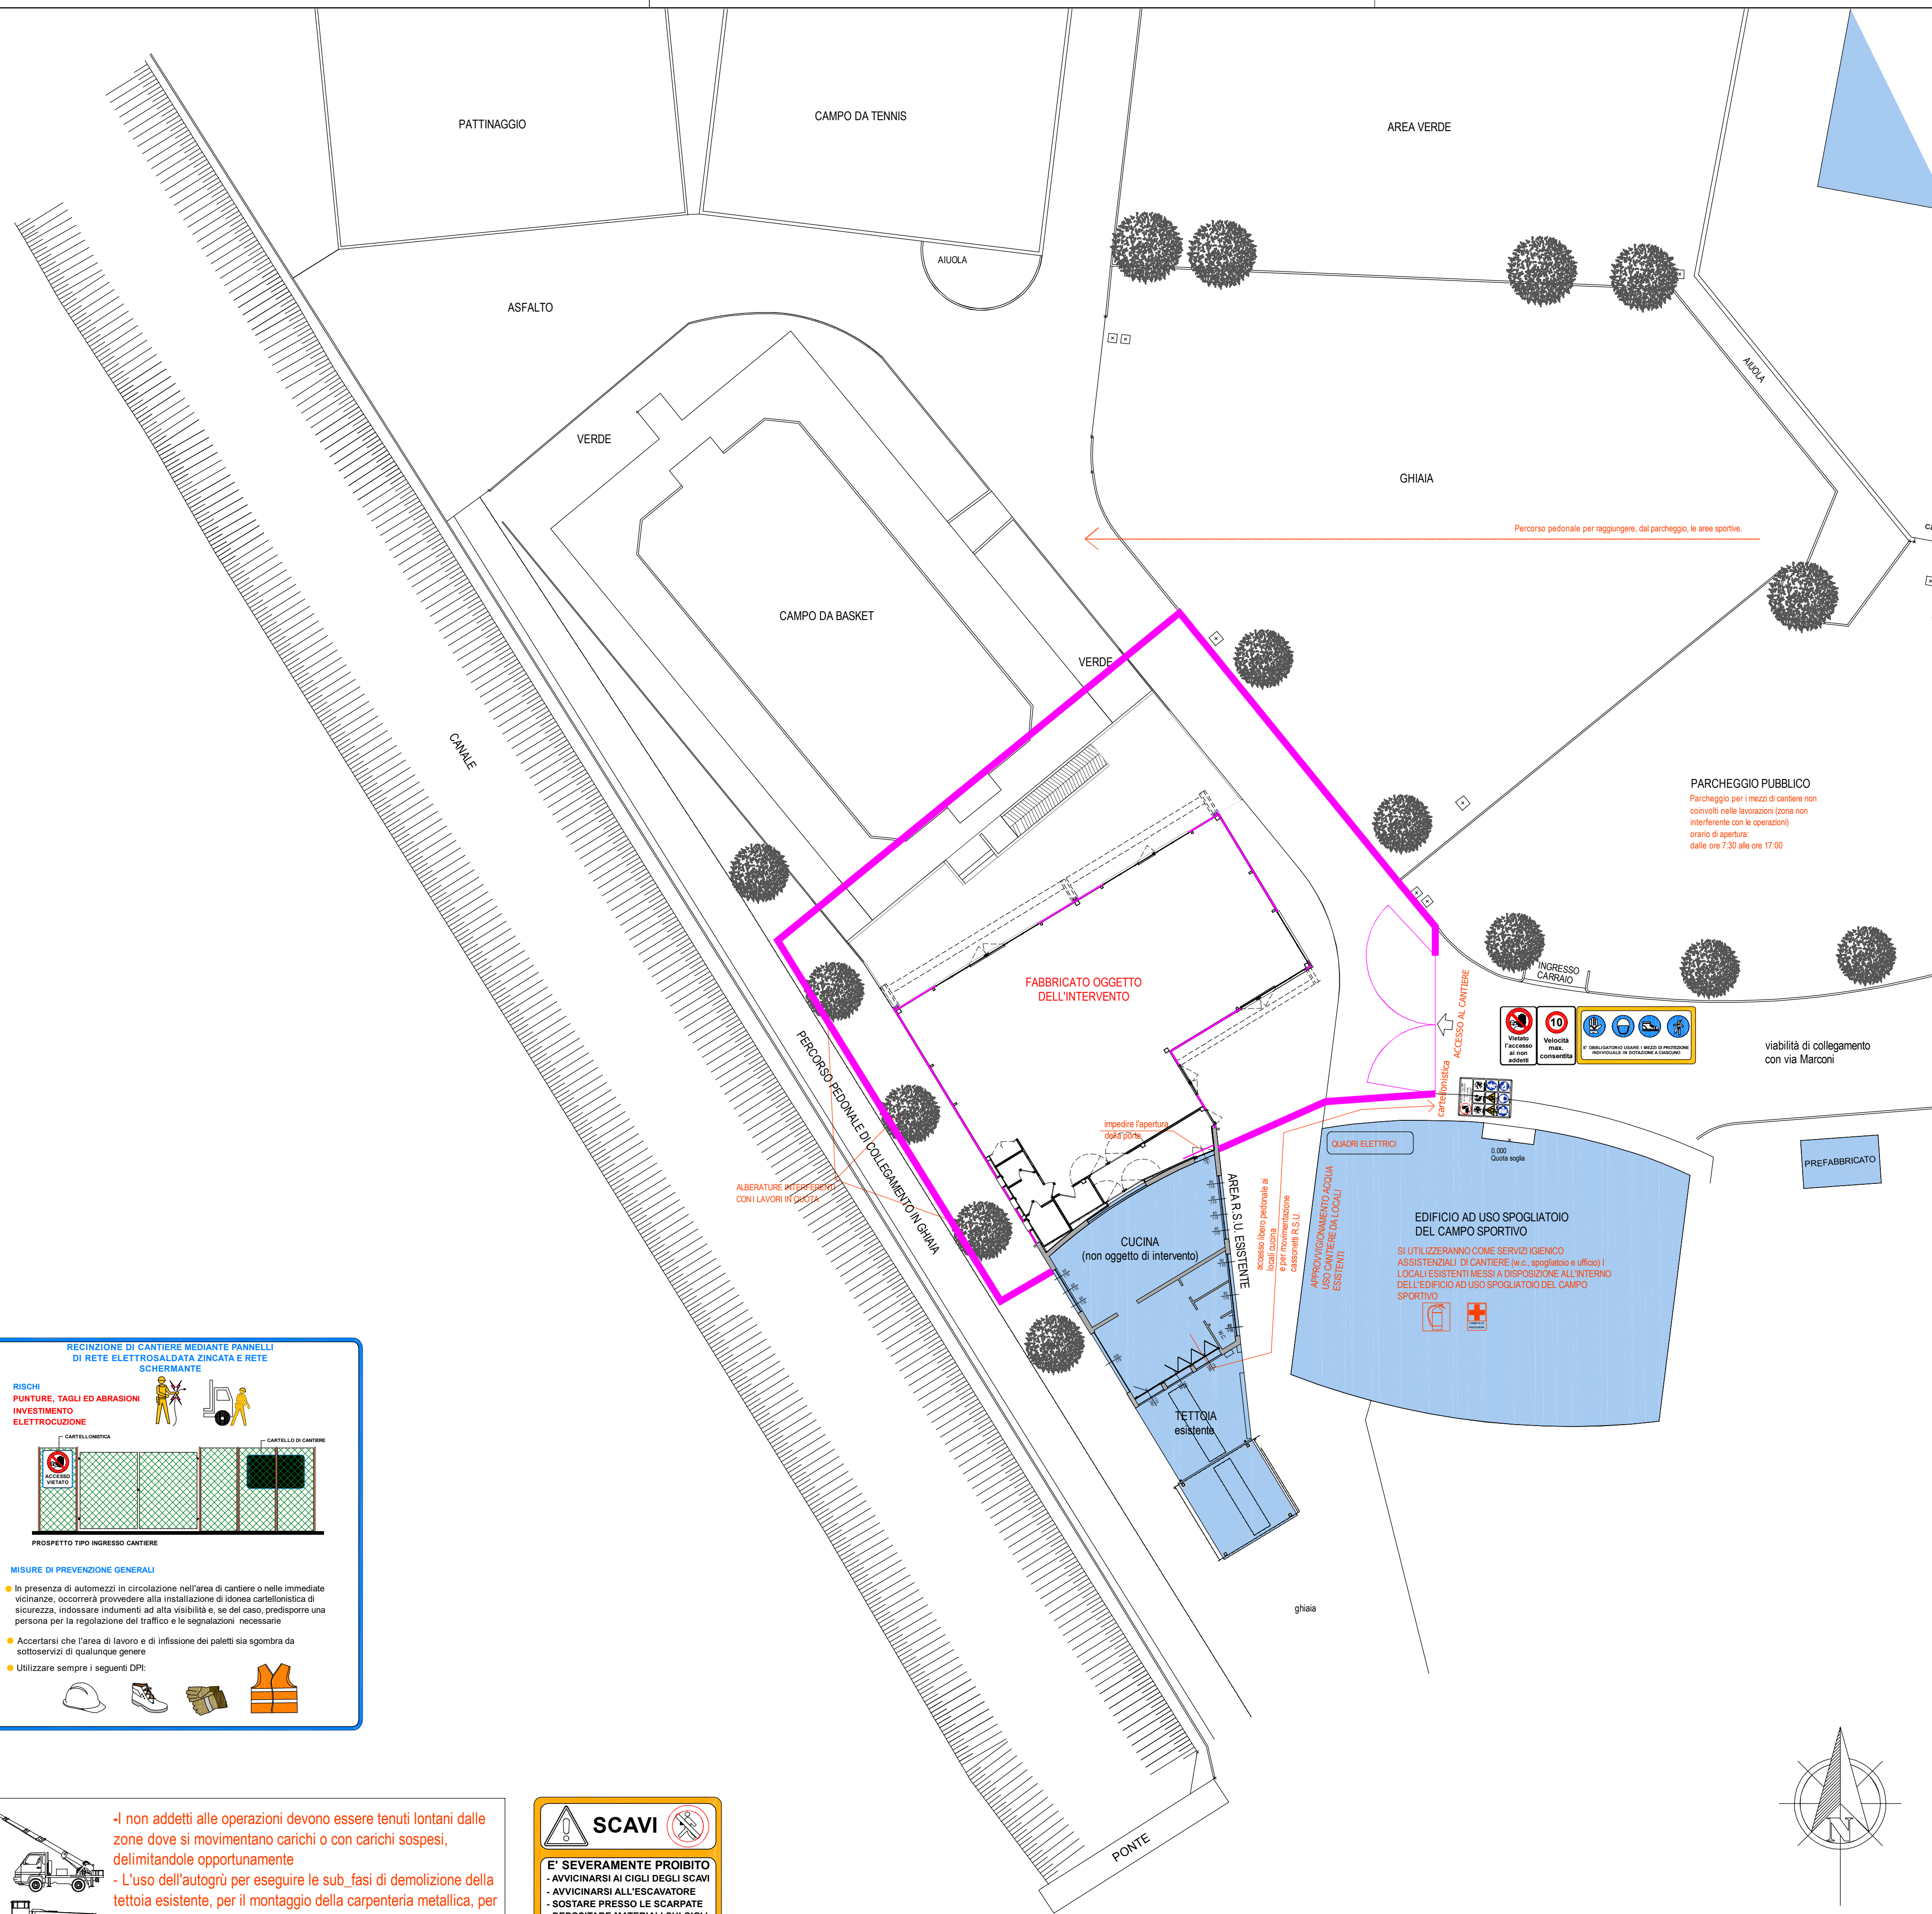 PATTINAGGIO
CAMPO DA TENNIS
AREA VERDE
AIUOLA
ASFALTO
AIUOLA
VERDE
GHIAIA
Percorso pedonale per raggiungere, dal parcheggio, le aree sportive.
CAMPO DA BASKET
VERDE
CANALE
PARCHEGGIO PUBBLICO
Parcheggio per i mezzi di cantiere non
coinvolti nelle lavorazioni (zona non
interferente con le operazioni)
orario di apertura:
dalle ore 7:30 alle ore 17:00
FABBRICATO OGGETTO
DELL'INTERVENTO
INGRESSO
CARRAIO
ACCESSO AL CANTIERE
cartellonistica
Vietato
l'accesso
ai non
addetti
10
Velocità
max.
consentita
E' OBBLIGATORIO USARE I MEZZI DI PROTEZIONE
INDIVIDUALE IN DOTAZIONE A CIASCUNO
viabilità di collegamento
con via Marconi
PERCORSO PEDONALE DI COLLEGAMENTO IN GHIAIA
impedire l'apertura
della porta
ALBERATURE INTERFERENTI
CON I LAVORI IN QUOTA
QUADRI ELETTRICI
0.000
Quota soglia
PREFABBRICATO
AREA R.S.U. ESISTENTE
accesso libero pedonale ai
locali cucina
e per movimentazione
cassonetti R.S.U.
APPROVVIGIONAMENTO ACQUA
USO CANTIERE DA LOCALI
ESISTENTI
EDIFICIO AD USO SPOGLIATOIO
DEL CAMPO SPORTIVO
SI UTILIZZERANNO COME SERVIZI IGIENICO
ASSISTENZIALI DI CANTIERE (w.c., spogliatoio e ufficio) I
LOCALI ESISTENTI MESSI A DISPOSIZIONE ALL'INTERNO
DELL'EDIFICIO AD USO SPOGLIATOIO DEL CAMPO
SPORTIVO
CUCINA
(non oggetto di intervento)
W.C.
TETTOIA
esistente
ghiaia
PONTE
N
RECINZIONE DI CANTIERE MEDIANTE PANNELLI
DI RETE ELETTROSALDATA ZINCATA E RETE
SCHERMANTE
RISCHI
PUNTURE, TAGLI ED ABRASIONI
INVESTIMENTO
ELETTROCUZIONE
CARTELLONISTICA
CARTELLO DI CANTIERE
ACCESSO
VIETATO
PROSPETTO TIPO INGRESSO CANTIERE
MISURE DI PREVENZIONE GENERALI
In presenza di automezzi in circolazione nell'area di cantiere o nelle immediate
vicinanze, occorrerà provvedere alla installazione di idonea cartellonistica di
sicurezza, indossare indumenti ad alta visibilità e, se del caso, predisporre una
persona per la regolazione del traffico e le segnalazioni necessarie
Accertarsi che l'area di lavoro e di infissione dei paletti sia sgombra da
sottoservizi di qualunque genere
Utilizzare sempre i seguenti DPI:
-I non addetti alle operazioni devono essere tenuti lontani dalle
zone dove si movimentano carichi o con carichi sospesi,
delimitandole opportunamente
- L'uso dell'autogrù per eseguire le sub_fasi di demolizione della
tettoia esistente, per il montaggio della carpenteria metallica, per
SCAVI
E' SEVERAMENTE PROIBITO
- AVVICINARSI AI CIGLI DEGLI SCAVI
- AVVICINARSI ALL'ESCAVATORE
- SOSTARE PRESSO LE SCARPATE
- DEPOSITARE MATERIALI SUI CIGLI